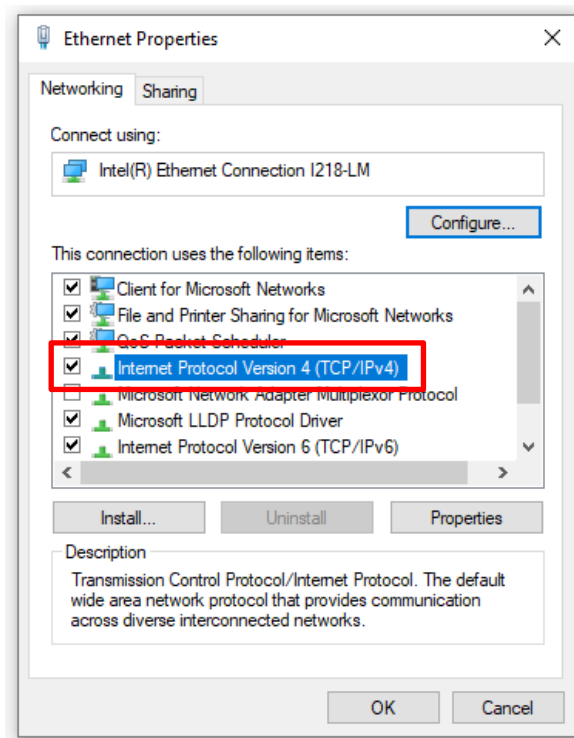 Ethernet Properties
Networking
Sharing
Connect using:
Intel(R) Ethernet Connection I218-LM
Configure...
This connection uses the following items:
Client for Microsoft Networks
File and Printer Sharing for Microsoft Networks
QoS Packet Scheduler
Internet Protocol Version 4 (TCP/IPv4)
Microsoft Network Adapter Multiplexor Protocol
Microsoft LLDP Protocol Driver
Internet Protocol Version 6 (TCP/IPv6)
Install...
Uninstall
Properties
Description
Transmission Control Protocol/Internet Protocol. The default
wide area network protocol that provides communication
across diverse interconnected networks.
OK
Cancel